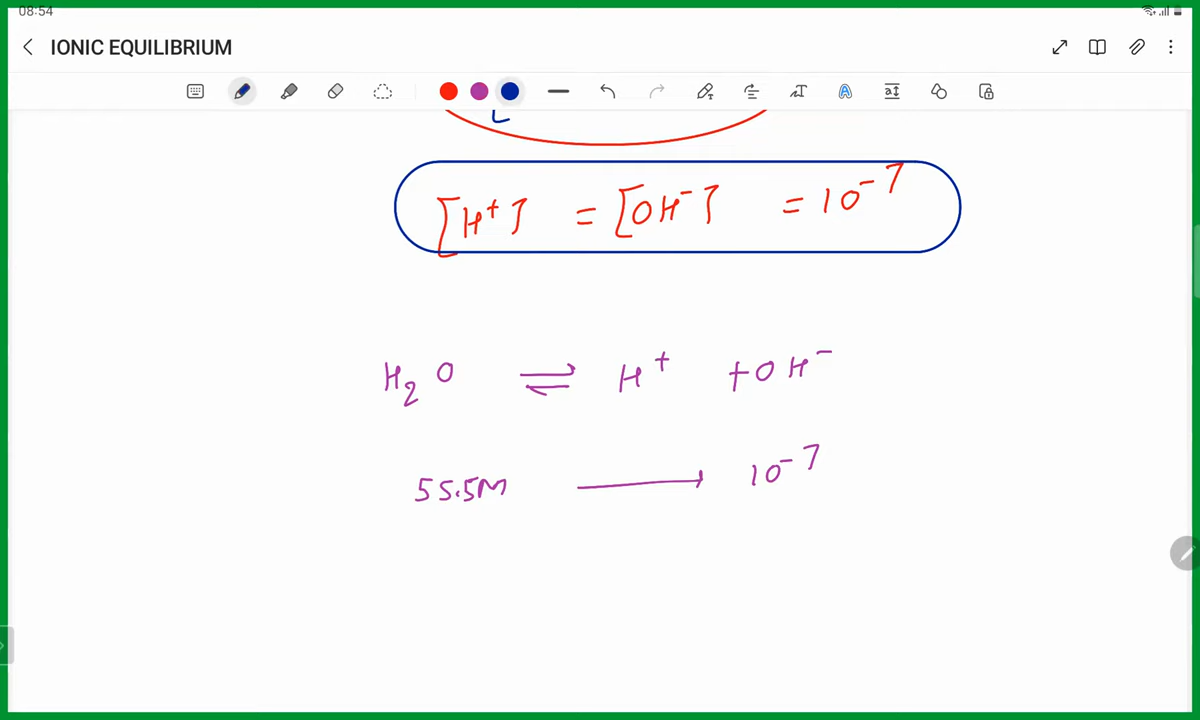 08:54
IONIC EQUILIBRIUM
[H⁺] = [OH⁻] = 10⁻⁷
H₂O ⇌ H⁺ + OH⁻
55.5M → 10⁻⁷